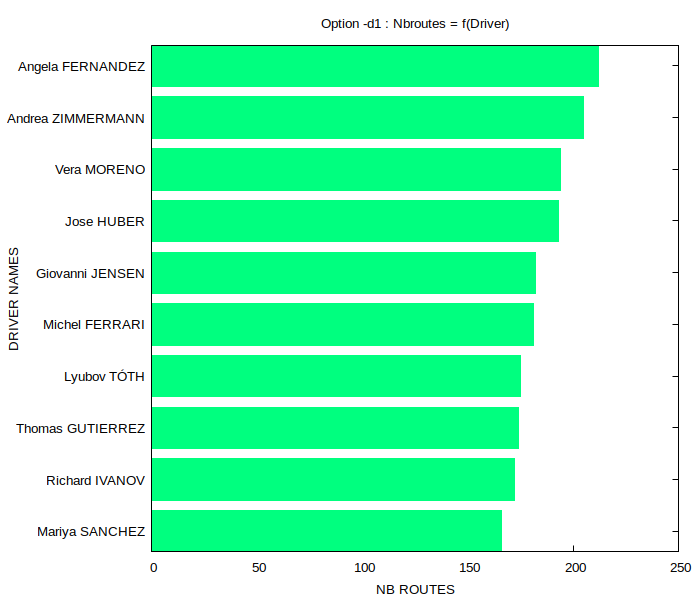 Option -d1 : Nbroutes = f(Driver)
DRIVER NAMES
Angela FERNANDEZ
Andrea ZIMMERMANN
Vera MORENO
Jose HUBER
Giovanni JENSEN
Michel FERRARI
Lyubov TÓTH
Thomas GUTIERREZ
Richard IVANOV
Mariya SANCHEZ
0 50 100 150 200 250
NB ROUTES